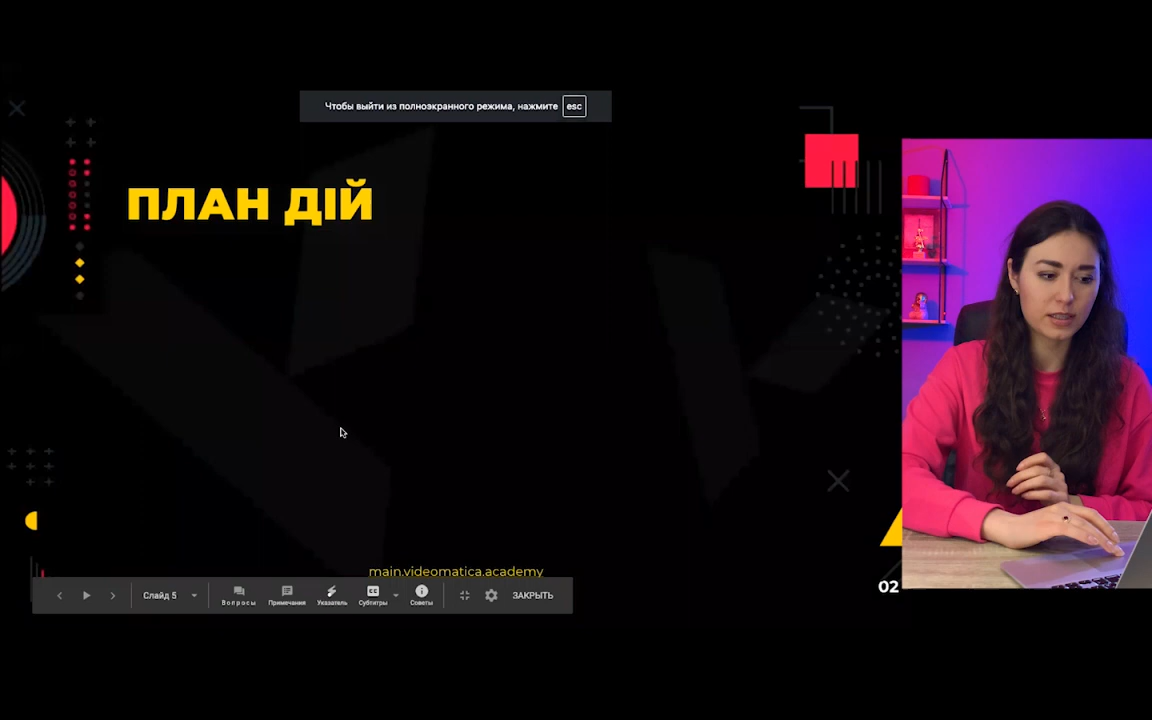 Чтобы выйти из полноэкранного режима, нажмите esc
ПЛАН ДІЙ
main.videomatica.academy
Слайд 5
Вопросы
Примечания
Указатель
Субтитры
Советы
ЗАКРЫТЬ
02